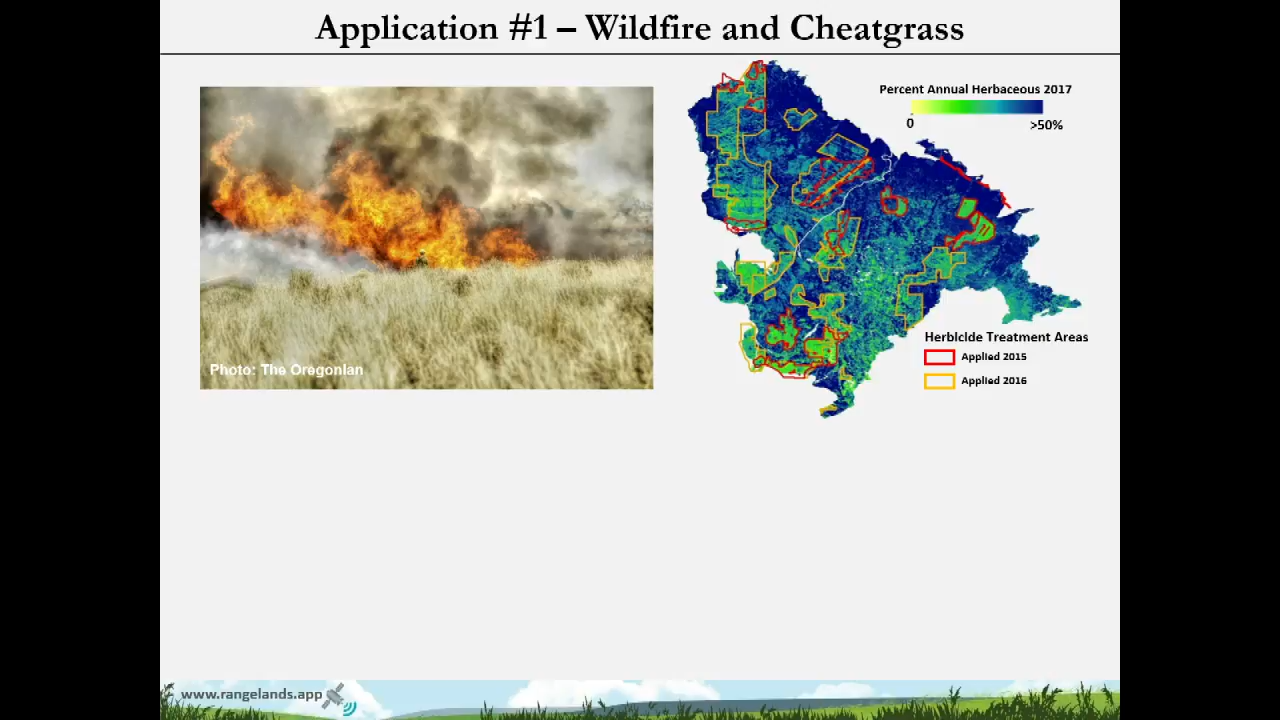 Application #1 – Wildfire and Cheatgrass
Percent Annual Herbaceous 2017
0 >50%
Photo: The Oregonian
Herbicide Treatment Areas
Applied 2015
Applied 2016
www.rangelands.app